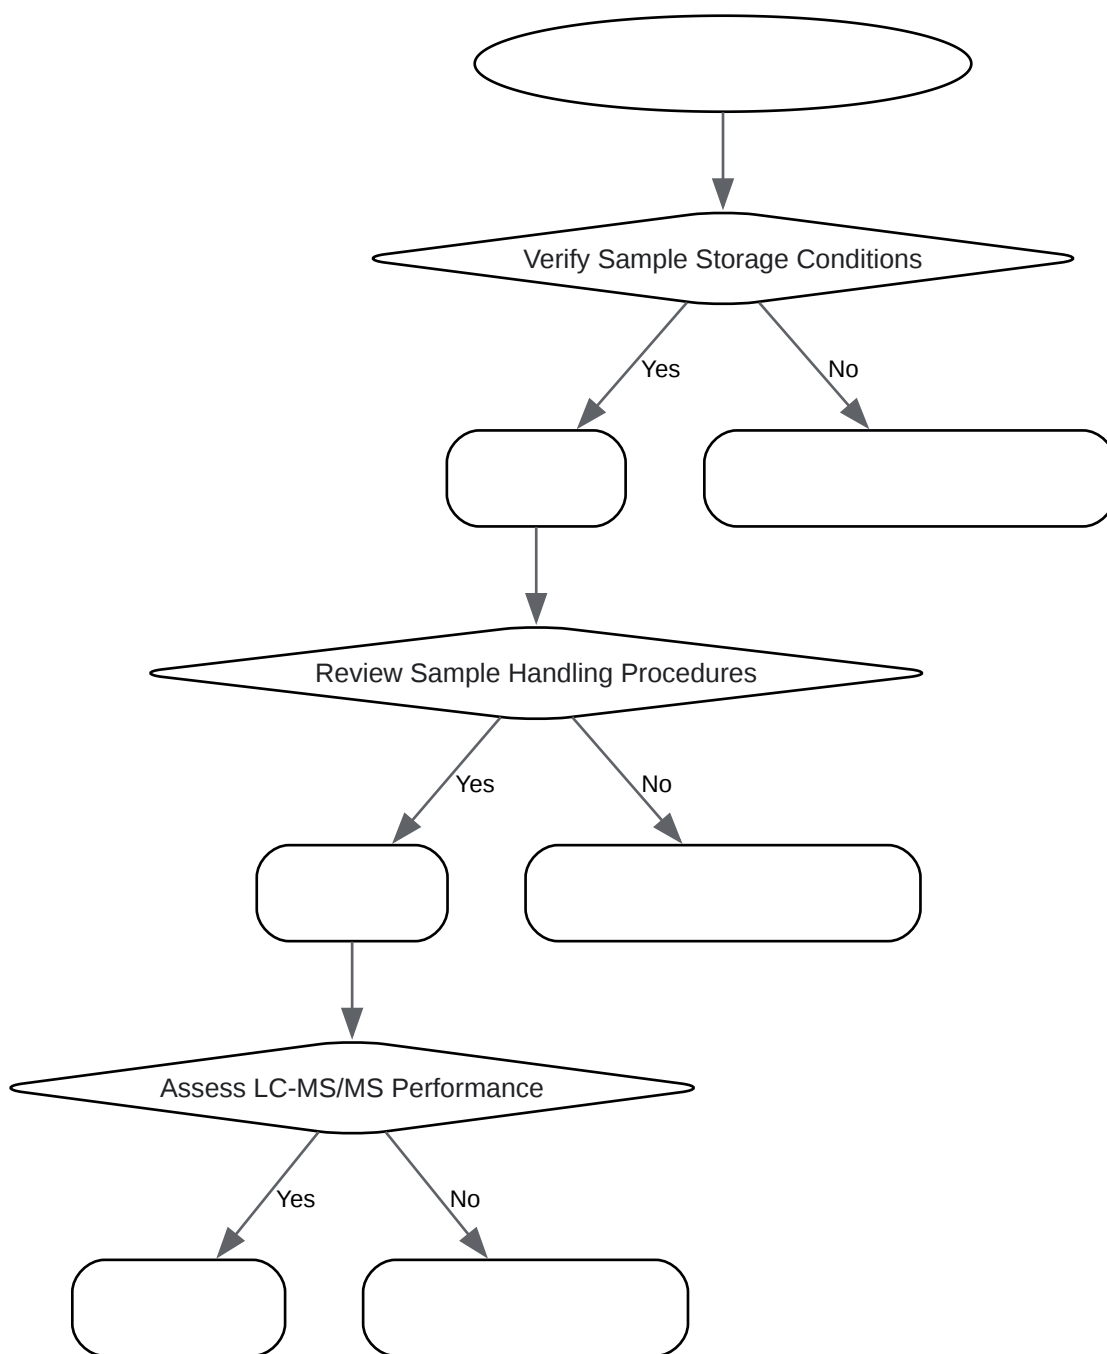 Verify Sample Storage Conditions
Yes
No
Review Sample Handling Procedures
Yes
No
Assess LC-MS/MS Performance
Yes
No